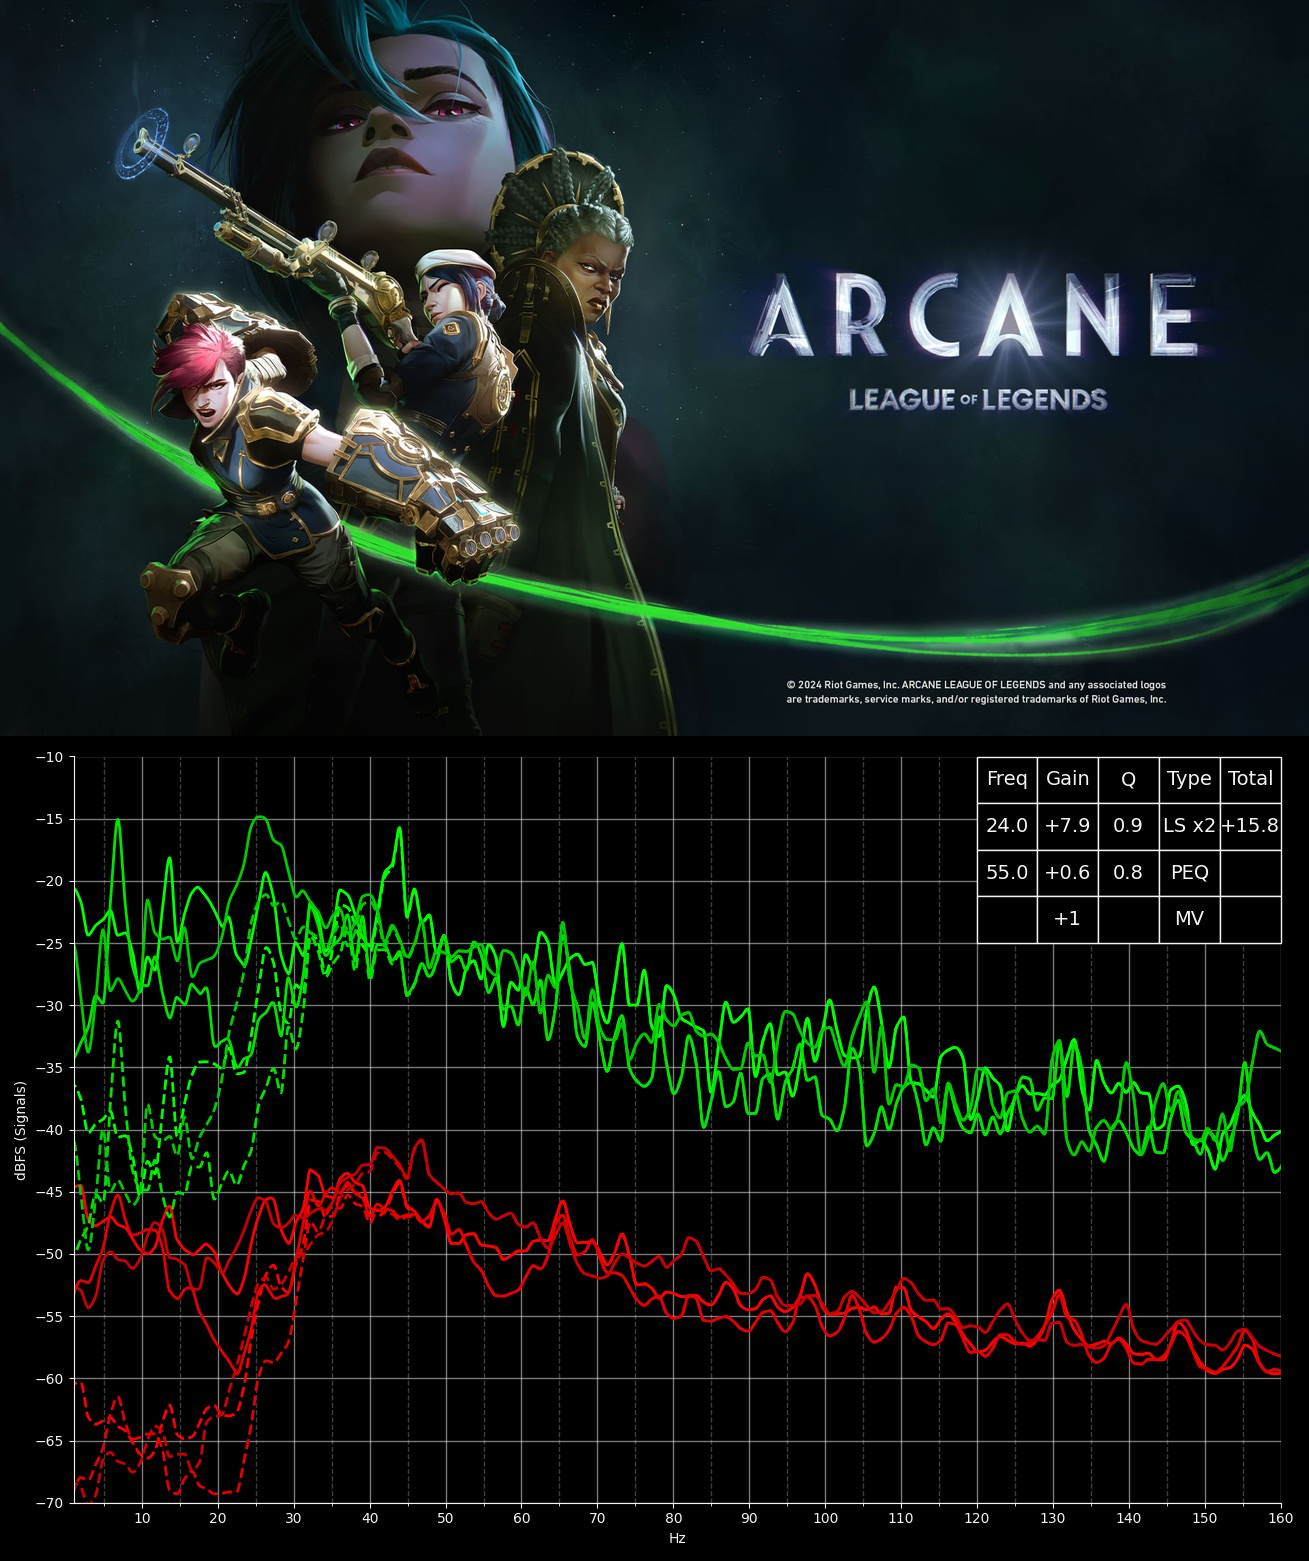 ARCANE
LEAGUE OF LEGENDS
© 2024 Riot Games, Inc. ARCANE LEAGUE OF LEGENDS and any associated logos
are trademarks, service marks, and/or registered trademarks of Riot Games, Inc.
Freq Gain Q Type Total
24.0 +7.9 0.9 LS x2 +15.8
55.0 +0.6 0.8 PEQ
+1 MV
dBFS (Signals)
−10
−15
−20
−25
−30
−35
−40
−45
−50
−55
−60
−65
−70
10 20 30 40 50 60 70 80 90 100 110 120 130 140 150 160
Hz